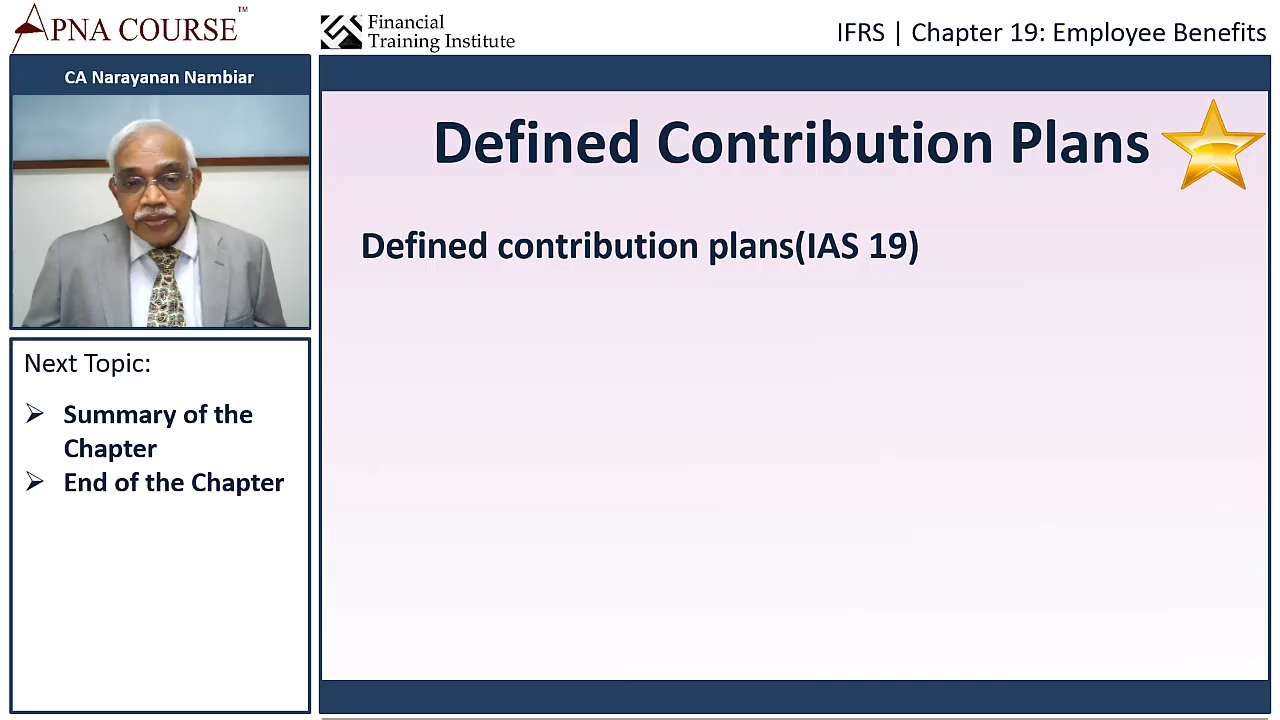 APNA COURSE™
Financial
Training Institute
IFRS | Chapter 19: Employee Benefits
CA Narayanan Nambiar
Defined Contribution Plans
Defined contribution plans(IAS 19)
Next Topic:
➢ Summary of the
Chapter
➢ End of the Chapter